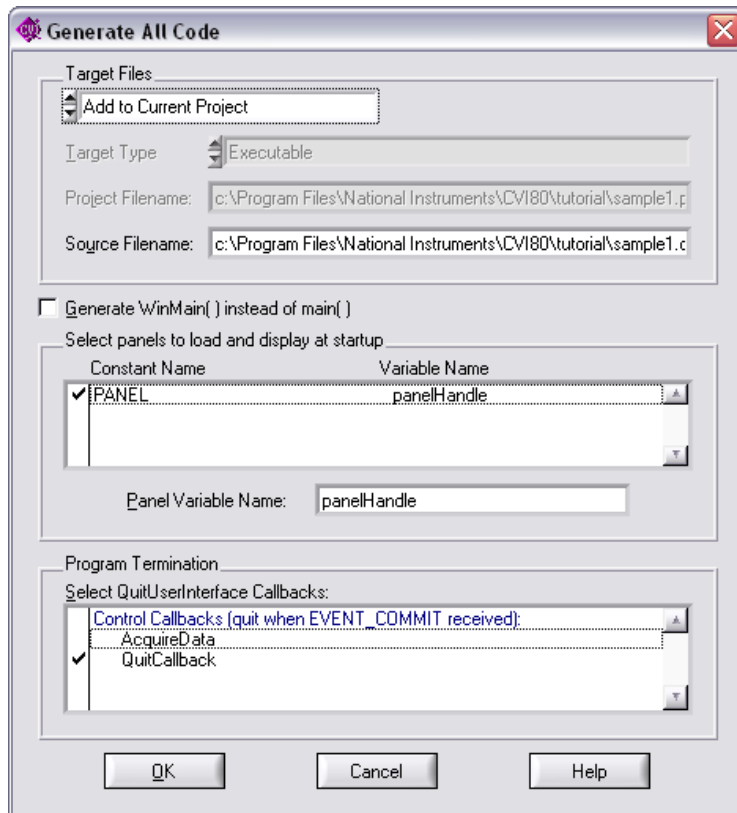 CVI Generate All Code
Target Files
Add to Current Project
Target Type Executable
Project Filename: c:\Program Files\National Instruments\CVI80\tutorial\sample1.p
Source Filename: c:\Program Files\National Instruments\CVI80\tutorial\sample1.c
Generate WinMain( ) instead of main( )
Select panels to load and display at startup
Constant Name Variable Name
PANEL panelHandle
Panel Variable Name: panelHandle
Program Termination
Select QuitUserInterface Callbacks:
Control Callbacks (quit when EVENT_COMMIT received):
AcquireData
QuitCallback
OK Cancel Help